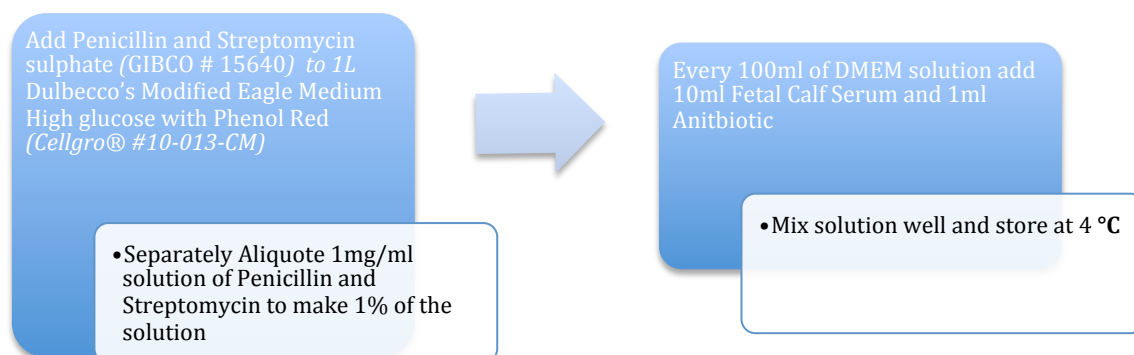 Add Penicillin and Streptomycin
sulphate (GIBCO # 15640) to 1L
Dulbecco's Modified Eagle Medium
High glucose with Phenol Red
(Cellgro® #10-013-CM)
•Separately Aliquote 1mg/ml
solution of Penicillin and
Streptomycin to make 1% of the
solution
Every 100ml of DMEM solution add
10ml Fetal Calf Serum and 1ml
Anitbiotic
•Mix solution well and store at 4 °C